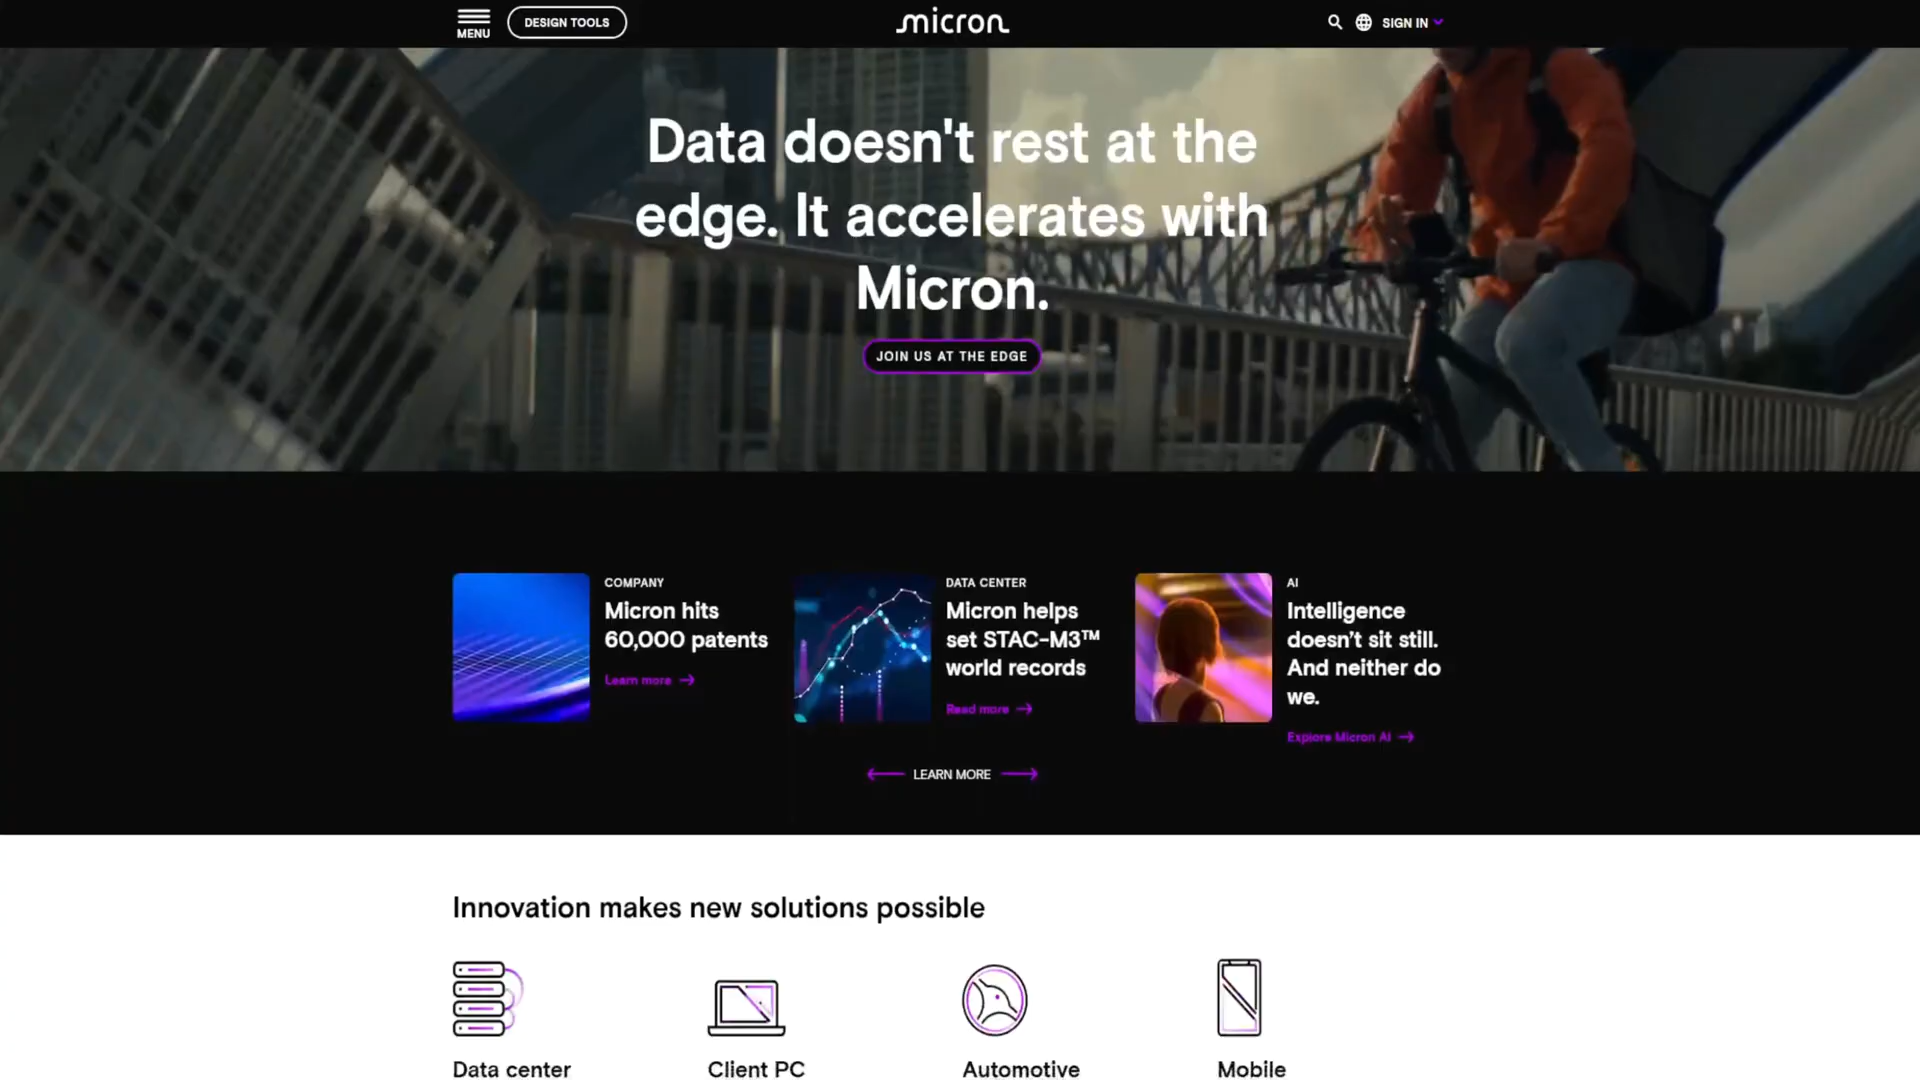 MENU
DESIGN TOOLS
micron
SIGN IN
Data doesn't rest at the
edge. It accelerates with
Micron.
JOIN US AT THE EDGE
COMPANY
Micron hits
60,000 patents
Learn more
DATA CENTER
Micron helps
set STAC-M3™
world records
Read more
AI
Intelligence
doesn’t sit still.
And neither do
we.
Explore Micron AI
LEARN MORE
Innovation makes new solutions possible
Data center
Client PC
Automotive
Mobile